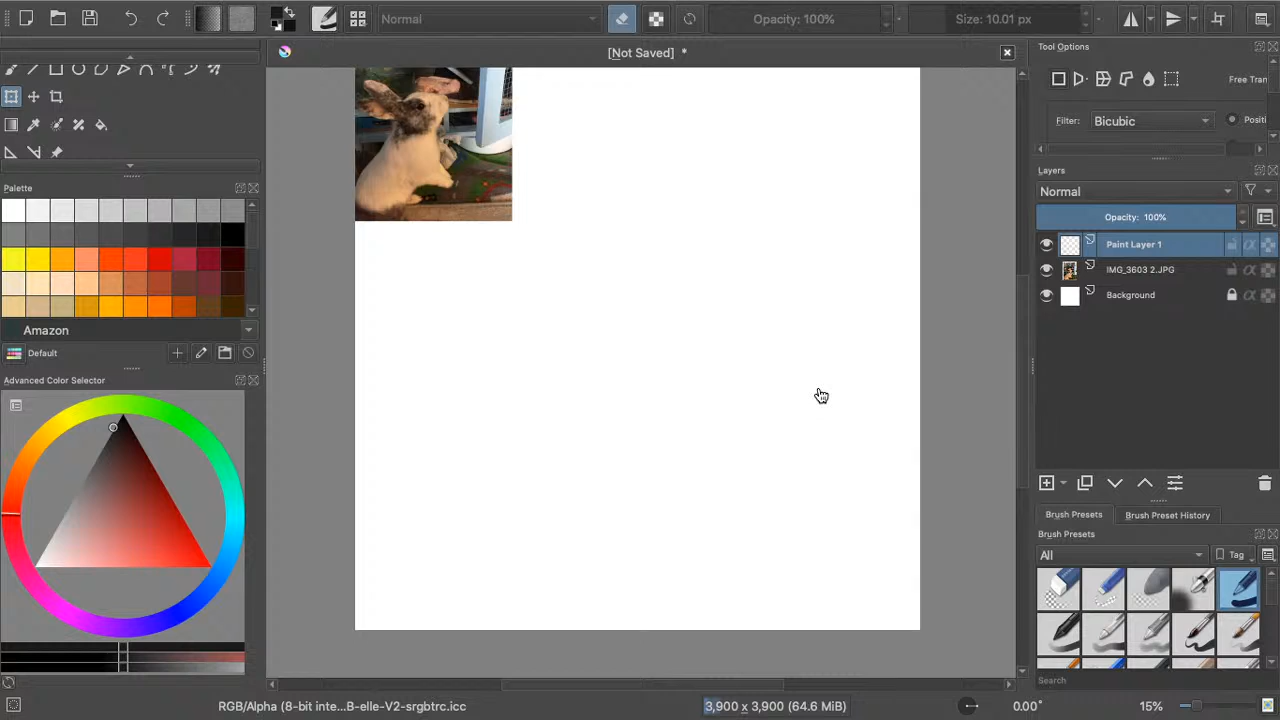 Normal
Opacity: 100%
Size: 10.01 px
[Not Saved] *
Tool Options
Free Tran
Filter: Bicubic
Positi
Palette
Layers
Normal
Opacity: 100%
Paint Layer 1
IMG_3603 2.JPG
Background
Amazon
Default
Advanced Color Selector
Brush Presets
Brush Preset History
Brush Presets
All
Tag
Search
RGB/Alpha (8-bit inte...B-elle-V2-srgbtrc.icc
3,900 x 3,900 (64.6 MiB)
0.00°
15%